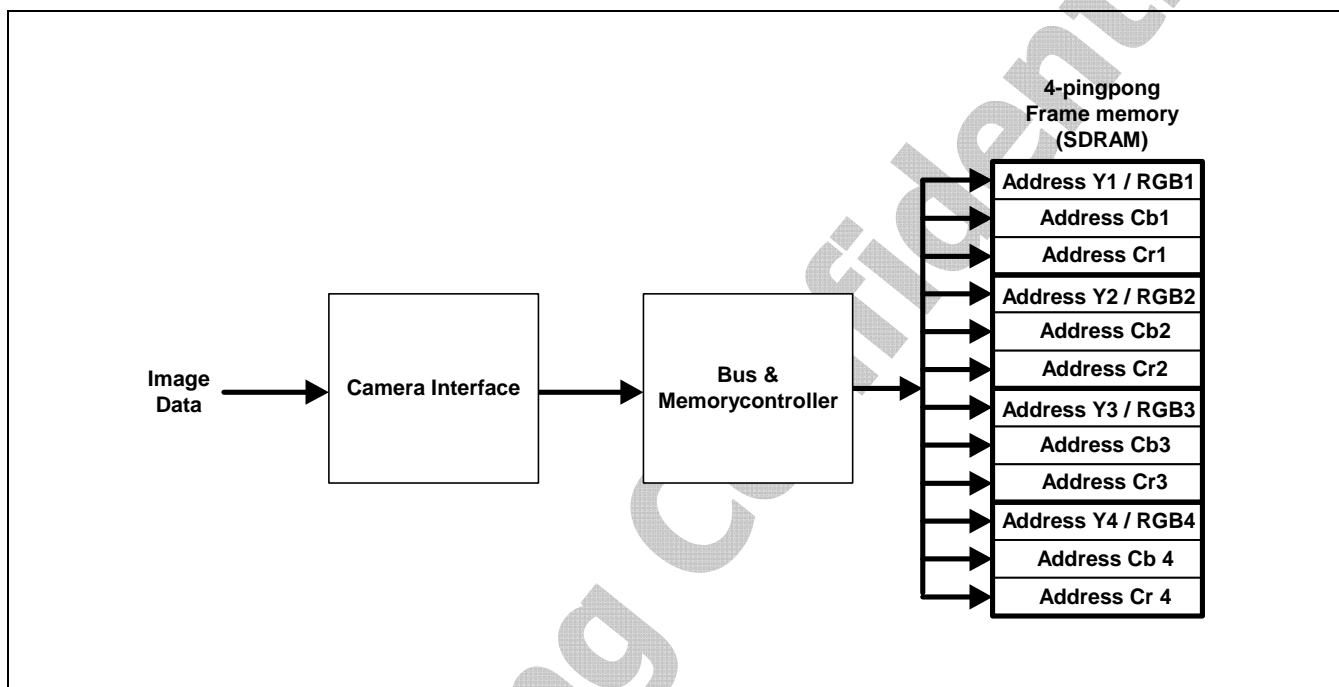 4-pingpong
Frame memory
(SDRAM)
Address Y1 / RGB1
Address Cb1
Address Cr1
Address Y2 / RGB2
Address Cb2
Address Cr2
Address Y3 / RGB3
Address Cb3
Address Cr3
Address Y4 / RGB4
Address Cb 4
Address Cr 4
Image
Data
Camera Interface
Bus &
Memorycontroller